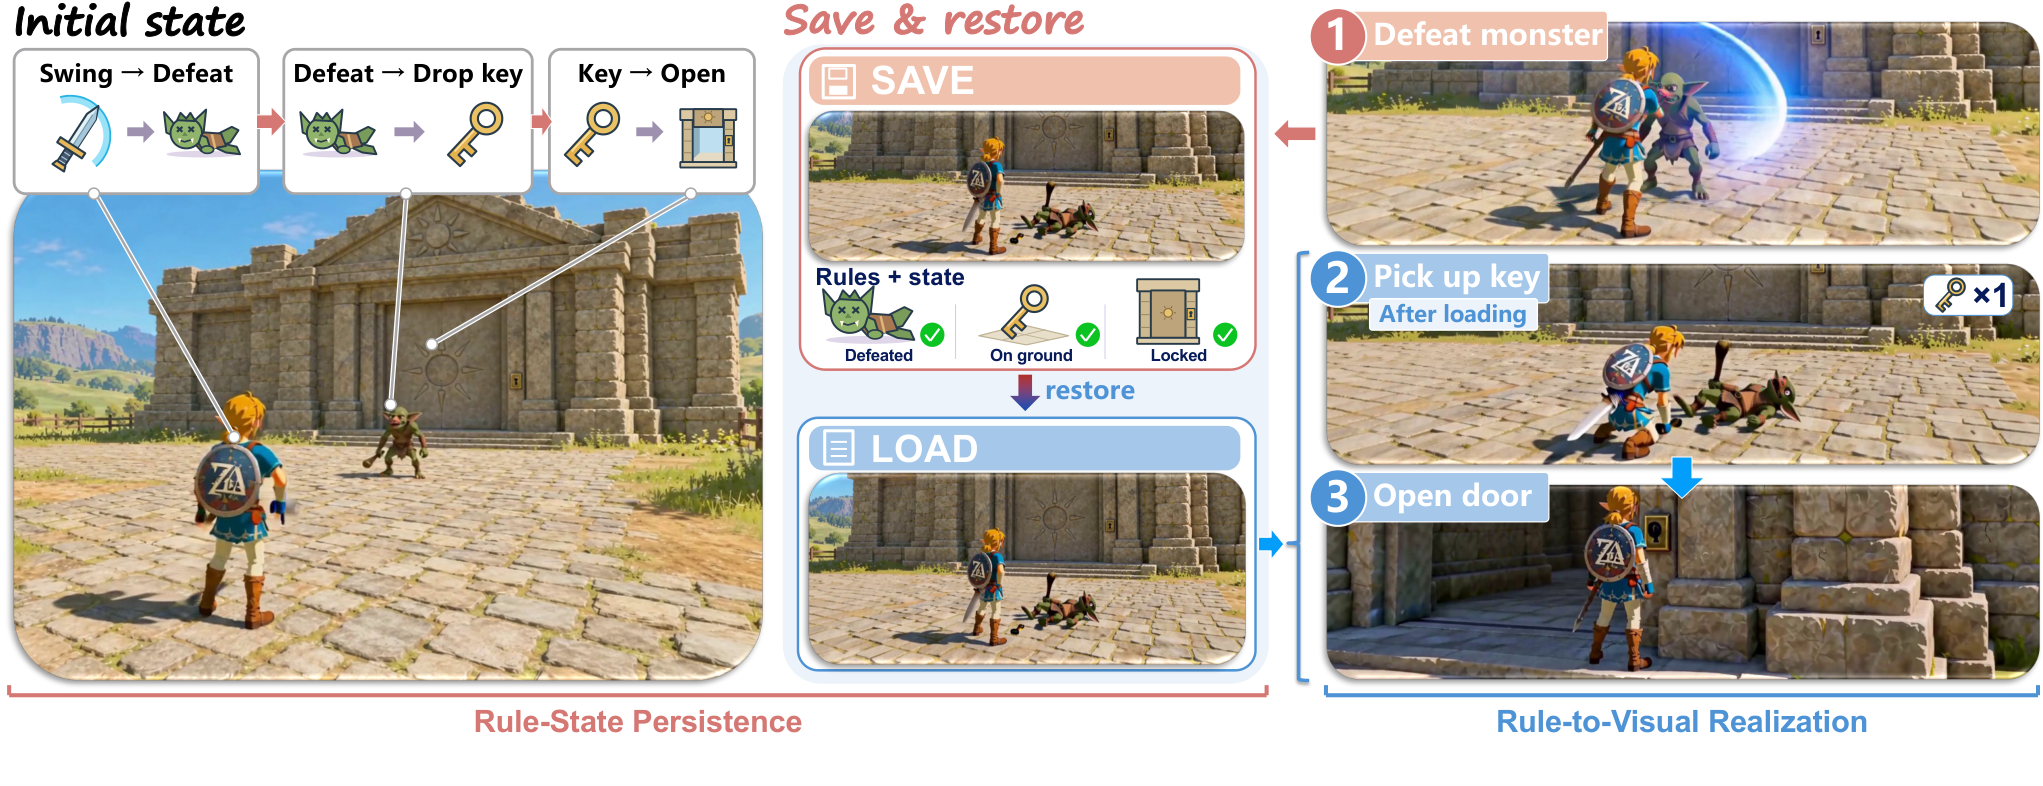 Initial state
Swing → Defeat
Defeat → Drop key
Key → Open
Save & restore
SAVE
Rules + state
Defeated
On ground
Locked
restore
LOAD
1 Defeat monster
2 Pick up key
After loading
×1
3 Open door
Rule-State Persistence
Rule-to-Visual Realization